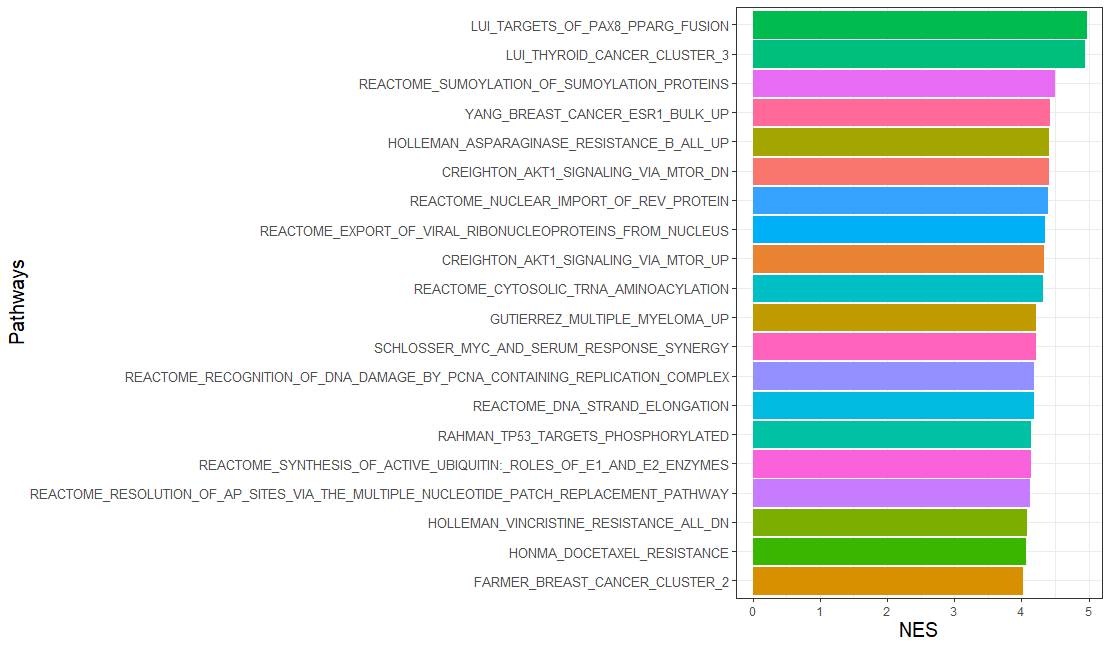 LUI_TARGETS_OF_PAX8_PPARG_FUSION
LUI_THYROID_CANCER_CLUSTER_3
REACTOME_SUMOYLATION_OF_SUMOYLATION_PROTEINS
YANG_BREAST_CANCER_ESR1_BULK_UP
HOLLEMAN_ASPARAGINASE_RESISTANCE_B_ALL_UP
CREIGHTON_AKT1_SIGNALING_VIA_MTOR_DN
REACTOME_NUCLEAR_IMPORT_OF_REV_PROTEIN
REACTOME_EXPORT_OF_VIRAL_RIBONUCLEOPROTEINS_FROM_NUCLEUS
CREIGHTON_AKT1_SIGNALING_VIA_MTOR_UP
REACTOME_CYTOSOLIC_TRNA_AMINOACYLATION
GUTIERREZ_MULTIPLE_MYELOMA_UP
SCHLOSSER_MYC_AND_SERUM_RESPONSE_SYNERGY
REACTOME_RECOGNITION_OF_DNA_DAMAGE_BY_PCNA_CONTAINING_REPLICATION_COMPLEX
REACTOME_DNA_STRAND_ELONGATION
RAHMAN_TP53_TARGETS_PHOSPHORYLATED
REACTOME_SYNTHESIS_OF_ACTIVE_UBIQUITIN:_ROLES_OF_E1_AND_E2_ENZYMES
REACTOME_RESOLUTION_OF_AP_SITES_VIA_THE_MULTIPLE_NUCLEOTIDE_PATCH_REPLACEMENT_PATHWAY
HOLLEMAN_VINCRISTINE_RESISTANCE_ALL_DN
HONMA_DOCETAXEL_RESISTANCE
FARMER_BREAST_CANCER_CLUSTER_2
Pathways
0 1 2 3 4 5
NES